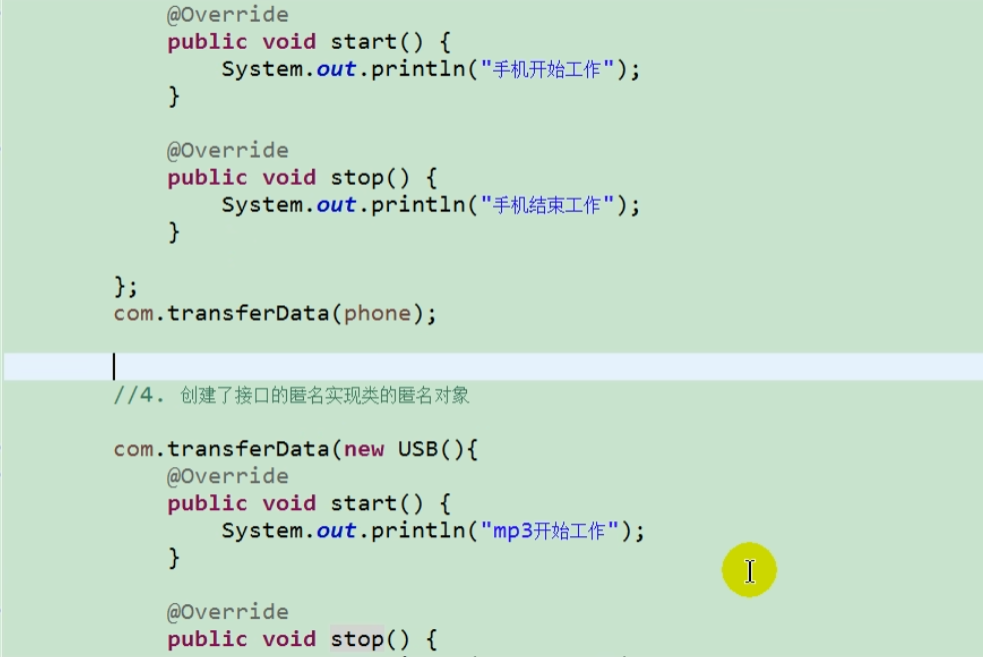 @Override
public void start() {
System.out.println("手机开始工作");
}
@Override
public void stop() {
System.out.println("手机结束工作");
}
};
com.transferData(phone);
//4. 创建了接口的匿名实现类的匿名对象
com.transferData(new USB(){
@Override
public void start() {
System.out.println("mp3开始工作");
}
@Override
public void stop() {